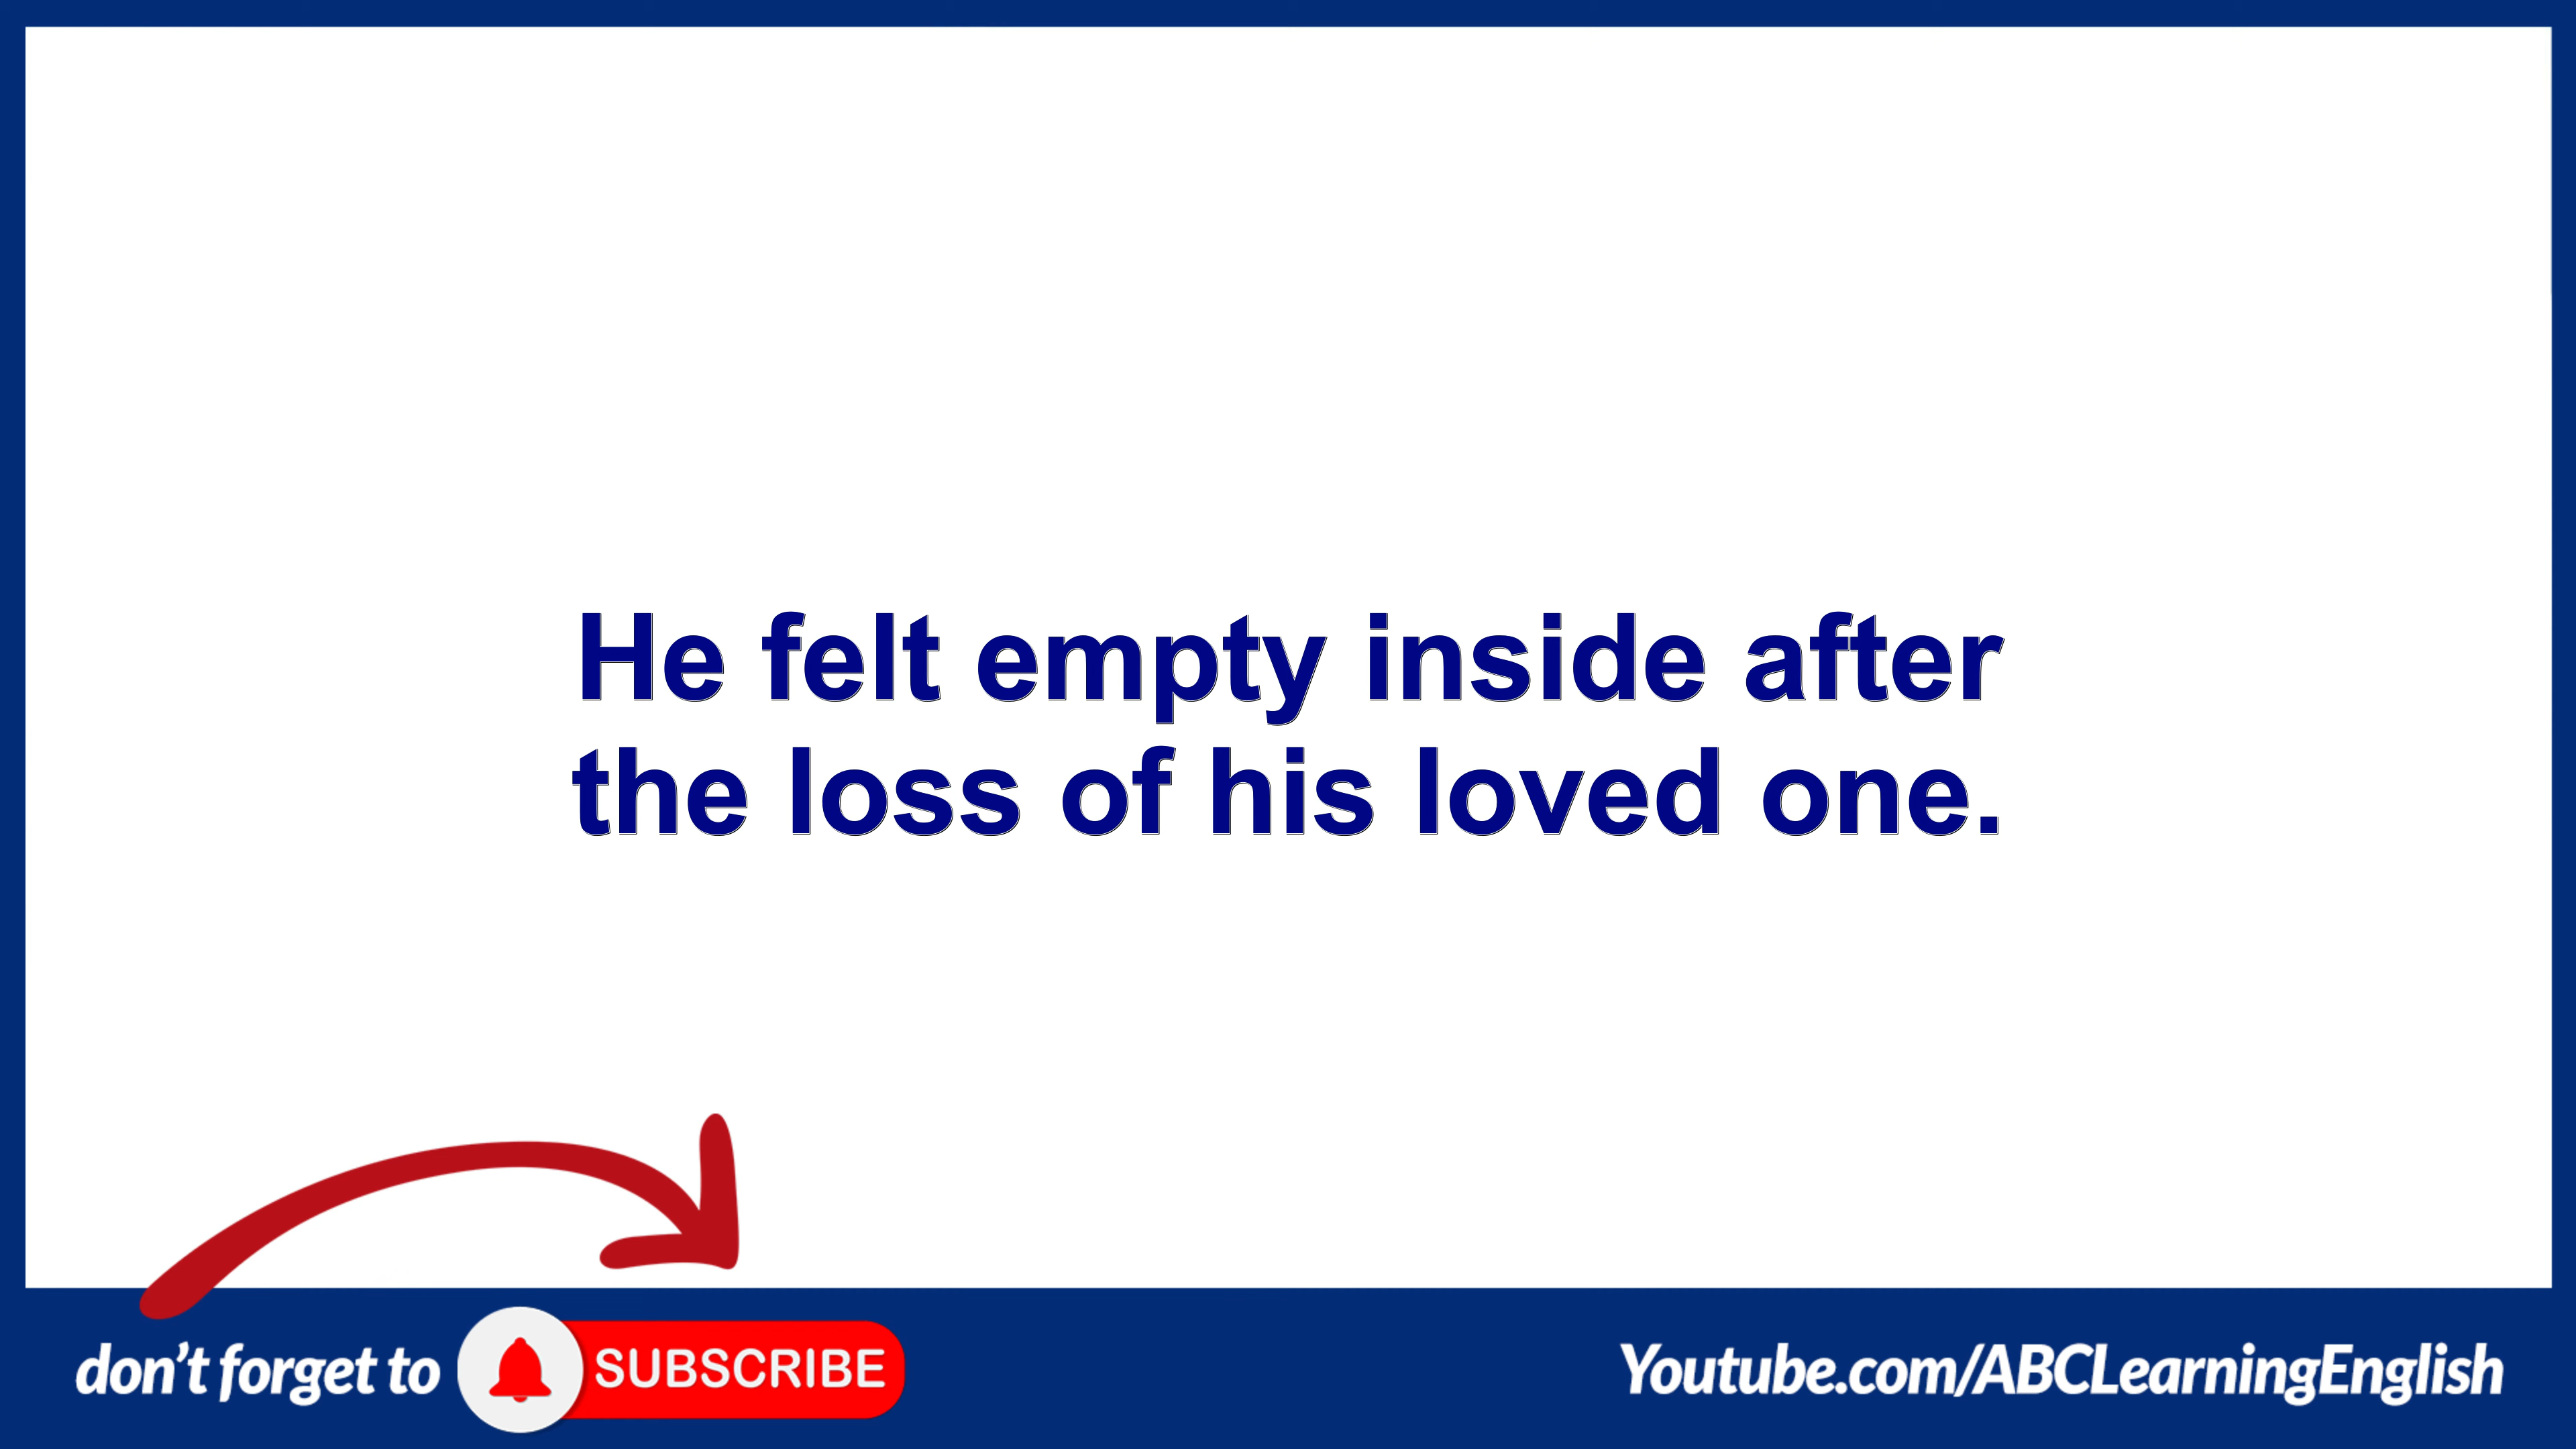 He felt empty inside after
the loss of his loved one.
don't forget to SUBSCRIBE
Youtube.com/ABCLearningEnglish